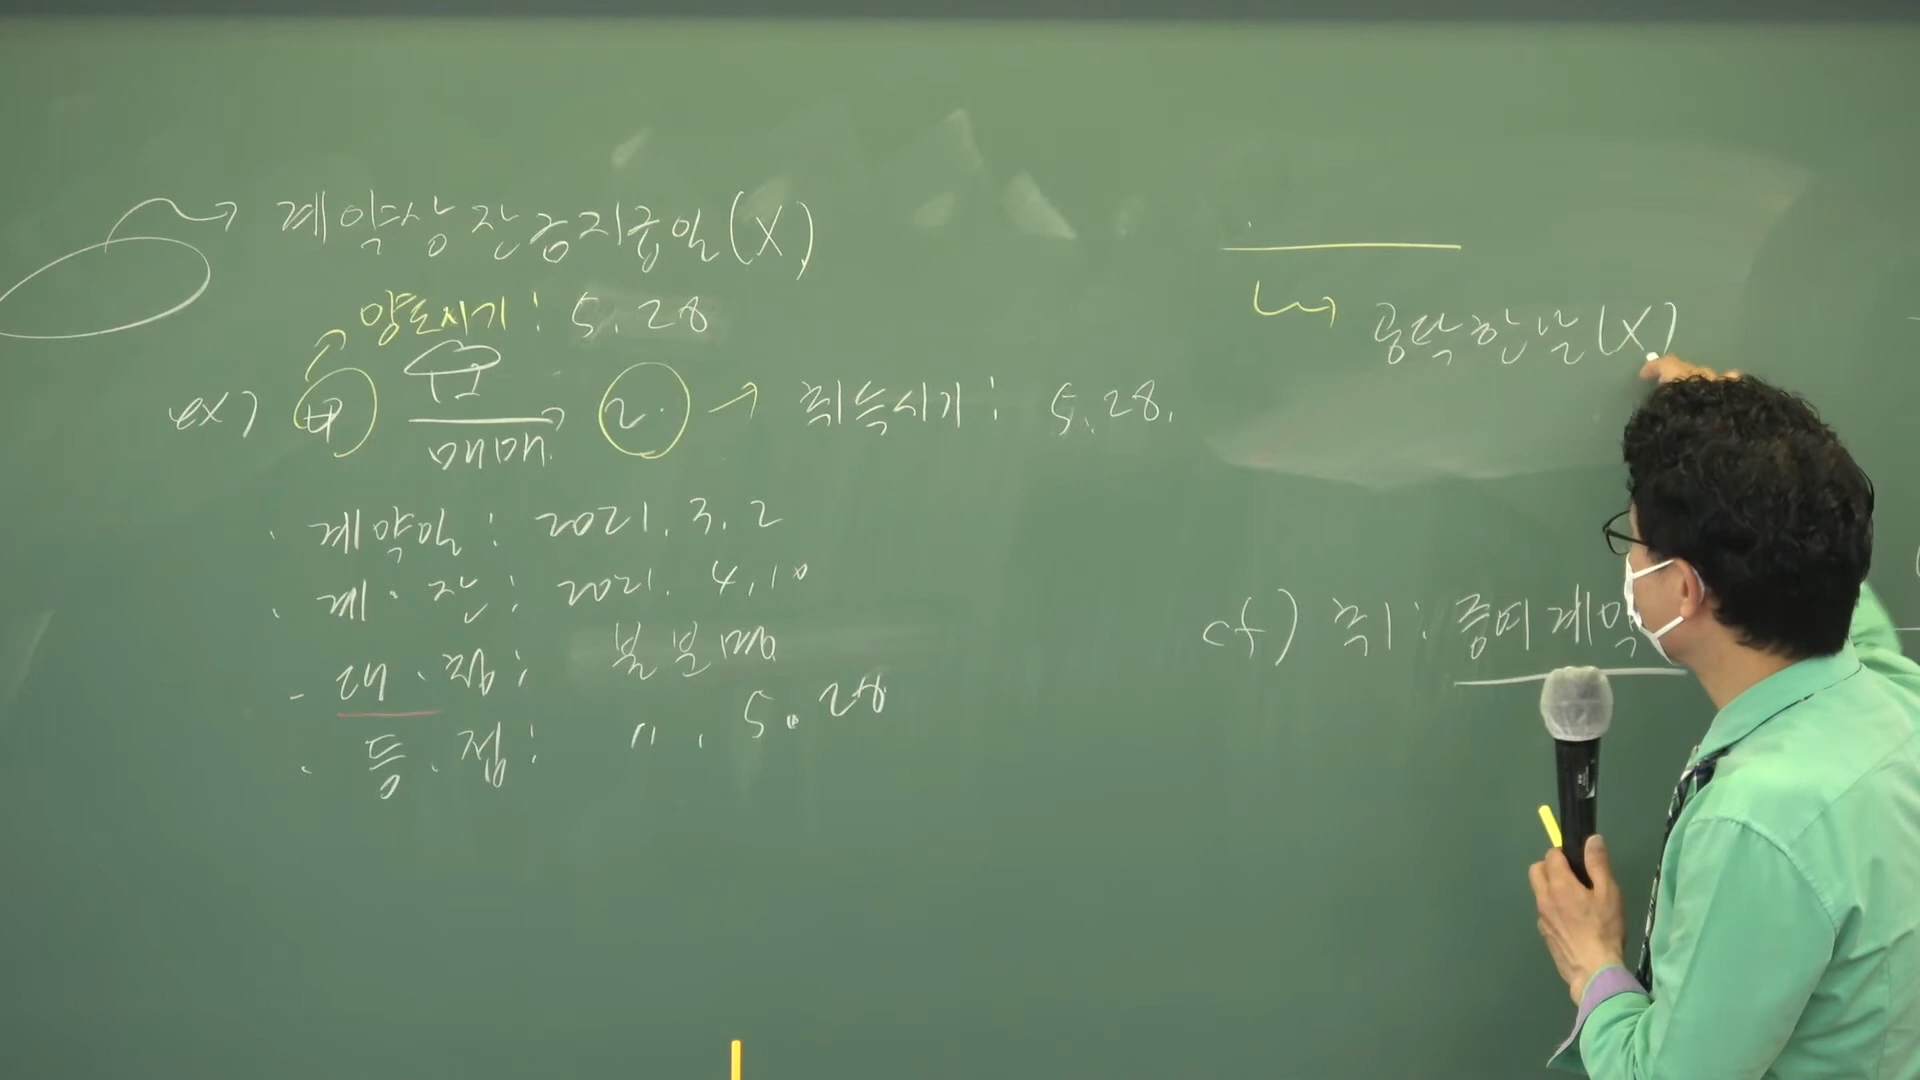 계약상 잔금지급일(X)
양도시기 : 5.28
ex) 甲 매매 乙 → 취득시기 : 5.28.
· 계약일 : 2021. 3. 2
· 계·잔 : 2021. 4. 10
- 대·청 : 불분명
· 등·접 : 〃. 5. 28
공탁한 날(X)
cf) 취 : 증여계약